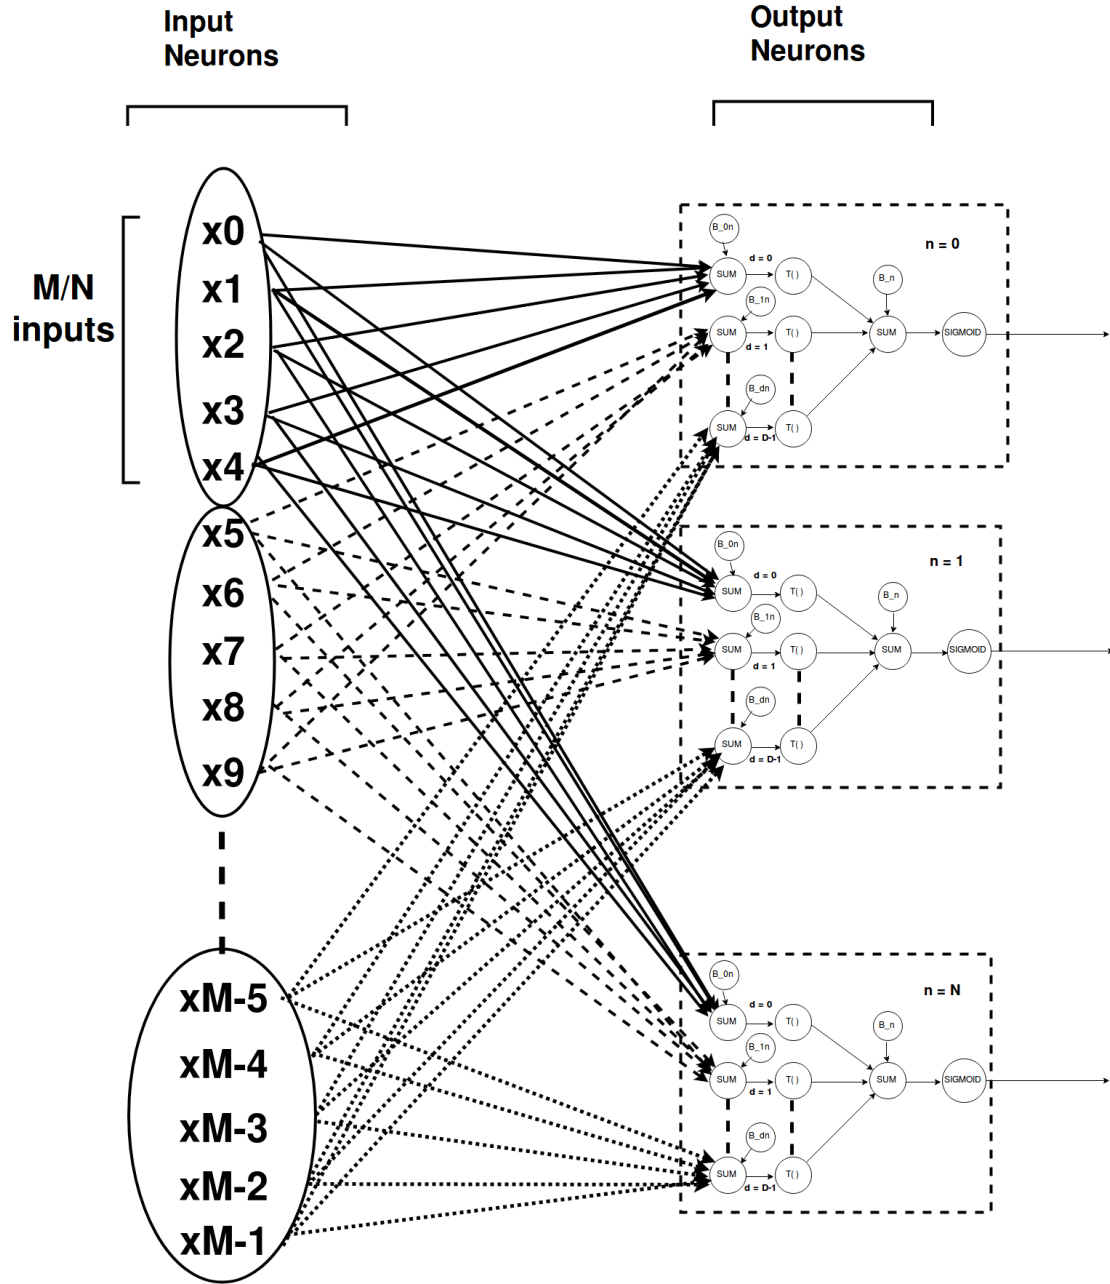 Input
Neurons
Output
Neurons
M/N
inputs
x0
x1
x2
x3
x4
x5
x6
x7
x8
x9
xM-5
xM-4
xM-3
xM-2
xM-1
B_0n
n = 0
d = 0
SUM
T( )
B_n
B_1n
SUM
d = 1
T( )
SUM
SIGMOID
B_dn
SUM
d = D-1
T( )
B_0n
n = 1
d = 0
SUM
T( )
B_n
B_1n
SUM
d = 1
T( )
SUM
SIGMOID
B_dn
SUM
d = D-1
T( )
B_0n
n = N
d = 0
SUM
T( )
B_n
B_1n
SUM
d = 1
T( )
SUM
SIGMOID
B_dn
SUM
d = D-1
T( )